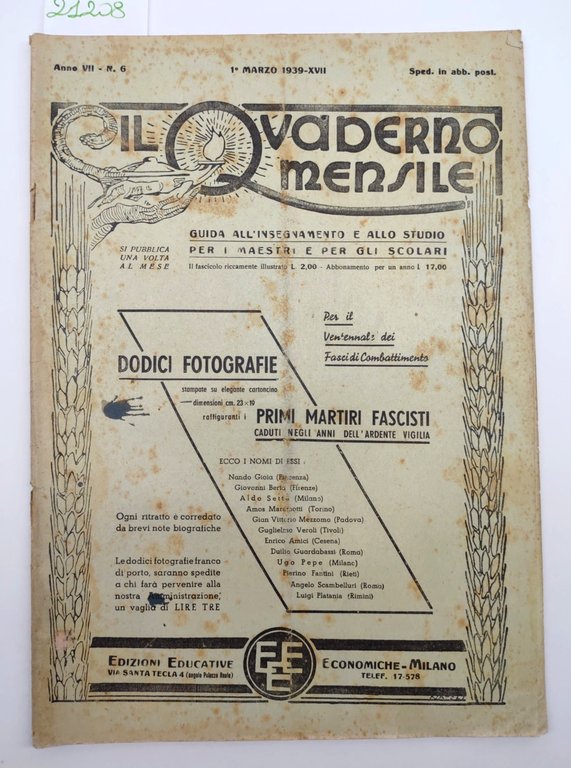 21208
Anno VII - N. 6
1º MARZO 1939-XVII
Sped. in abb. post.
IL QVADERNO
MENSILE
SI PUBBLICA
UNA VOLTA
AL MESE
GUIDA ALL'INSEGNAMENTO E ALLO STUDIO
PER I MAESTRI E PER GLI SCOLARI
Il fascicolo riccamente illustrato L. 2,00 - Abbonamento per un anno L 17,00
Per il
Ventennale dei
Fasci di Combattimento
DODICI FOTOGRAFIE
stampate su elegante cartoncino
dimensioni cm. 23×19
raffiguranti i
PRIMI MARTIRI FASCISTI
CADUTI NEGLI ANNI DELL'ARDENTE VIGILIA
ECCO I NOMI DI ESSI :
Nando Gioia (Piacenza)
Giovanni Berta (Firenze)
Aldo Sette (Milano)
Amos Maramotti (Torino)
Gian Vittorio Mezzomo (Padova)
Guglielmo Veroli (Tivoli)
Enrico Amici (Cesena)
Duilio Guardabassi (Roma)
Ugo Pepe (Milano)
Pierino Fantini (Rieti)
Angelo Scambelluri (Roma)
Luigi Platania (Rimini)
Ogni ritratto è corredato
da brevi note biografiche
Le dodici fotografie franco
di porto, saranno spedite
a chi farà pervenire alla
nostra Amministrazione,
un vaglia di LIRE TRE
EDIZIONI EDUCATIVE
VIA SANTA TECLA 4 (angolo Palazzo Reale)
ECONOMICHE - MILANO
TELEF. 17-578